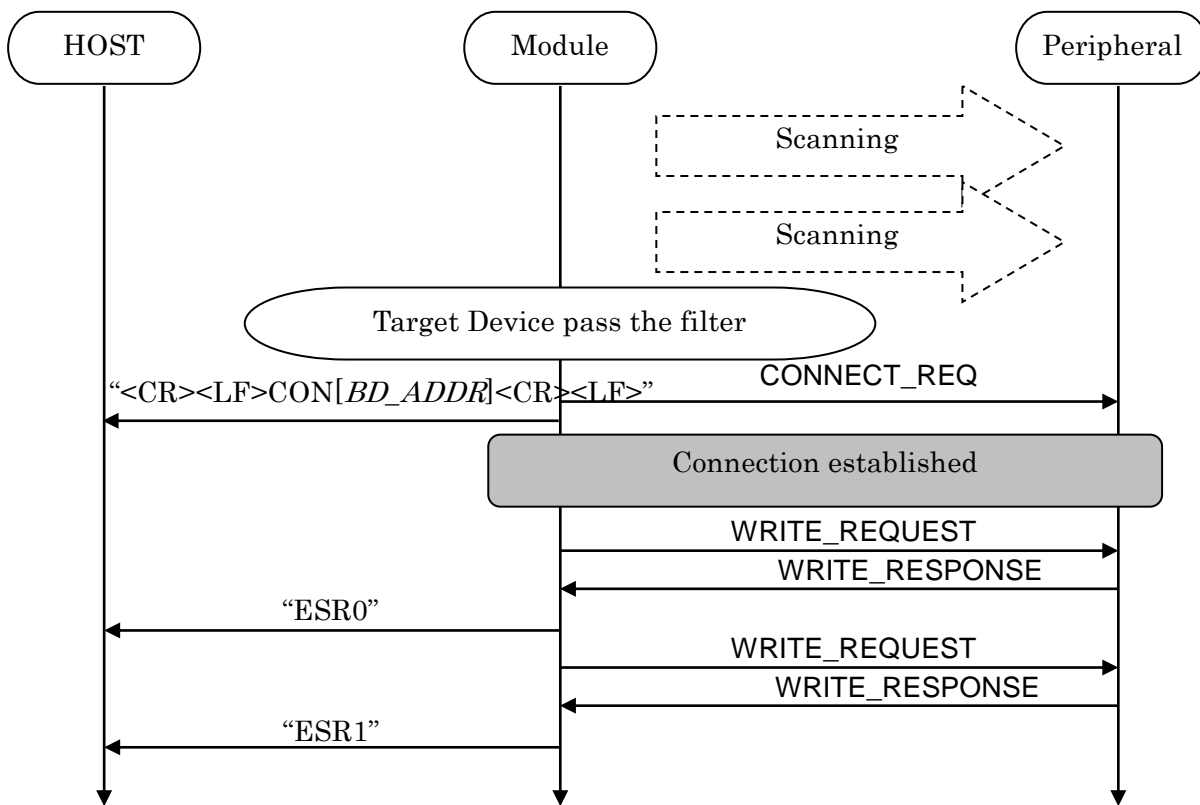 HOST
Module
Peripheral
Scanning
Scanning
Target Device pass the filter
“<CR><LF>CON[BD_ADDR]<CR><LF>”
CONNECT_REQ
Connection established
WRITE_REQUEST
WRITE_RESPONSE
“ESR0”
WRITE_REQUEST
WRITE_RESPONSE
“ESR1”